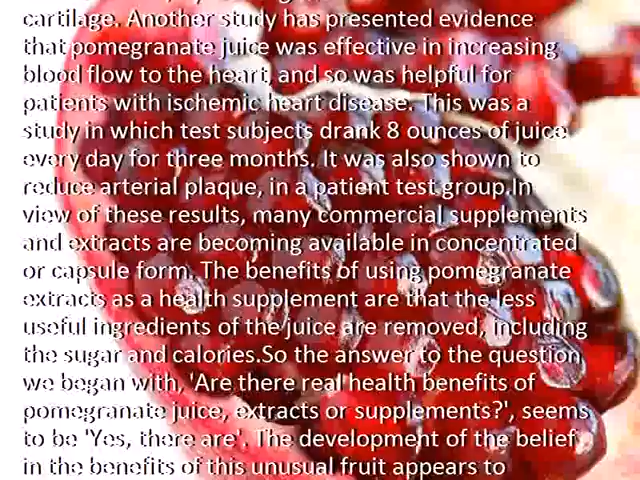 cartilage. Another study has presented evidence
that pomegranate juice was effective in increasing
blood flow to the heart, and so was helpful for
patients with ischemic heart disease. This was a
study in which test subjects drank 8 ounces of juice
every day for three months. It was also shown to
reduce arterial plaque, in a patient test group.In
view of these results, many commercial supplements
and extracts are becoming available in concentrated
or capsule form. The benefits of using pomegranate
extracts as a health supplement are that the less
useful ingredients of the juice are removed, including
the sugar and calories.So the answer to the question
we began with, 'Are there real health benefits of
pomegranate juice, extracts or supplements?', seems
to be 'Yes, there are'. The development of the belief
in the benefits of this unusual fruit appears to